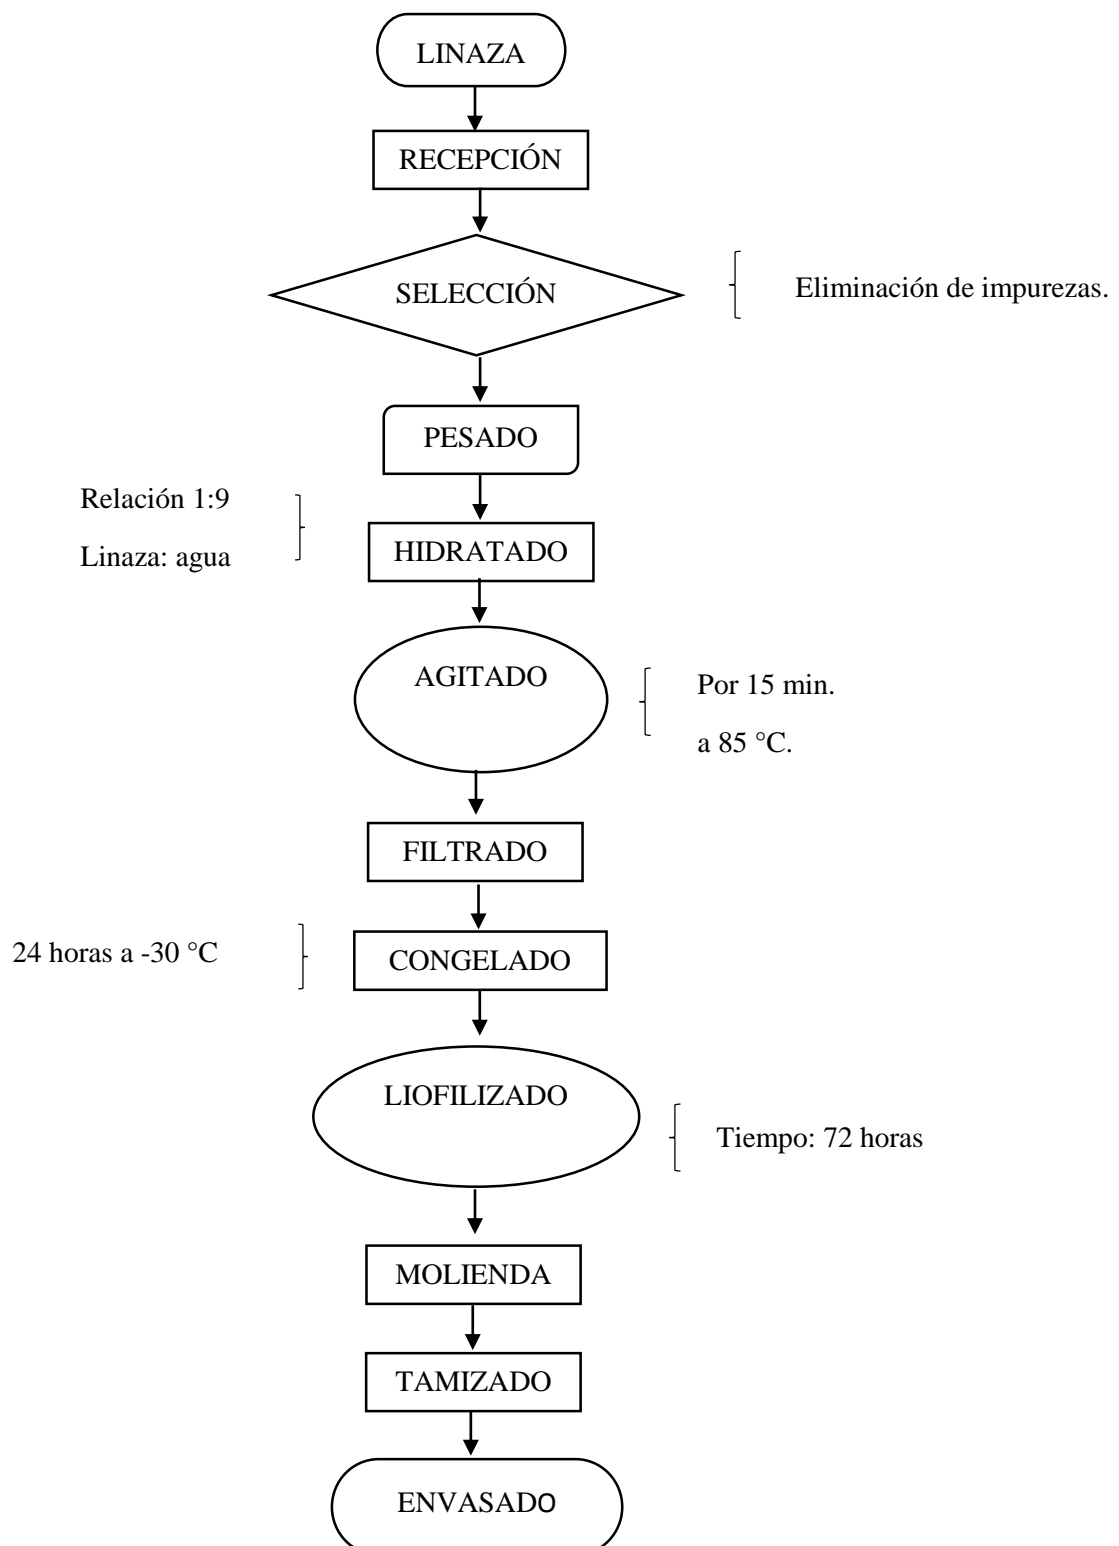 LINAZA
RECEPCIÓN
SELECCIÓN
Eliminación de impurezas.
PESADO
Relación 1:9
Linaza: agua
HIDRATADO
AGITADO
Por 15 min.
a 85 °C.
FILTRADO
24 horas a -30 °C
CONGELADO
LIOFILIZADO
Tiempo: 72 horas
MOLIENDA
TAMIZADO
ENVASADO